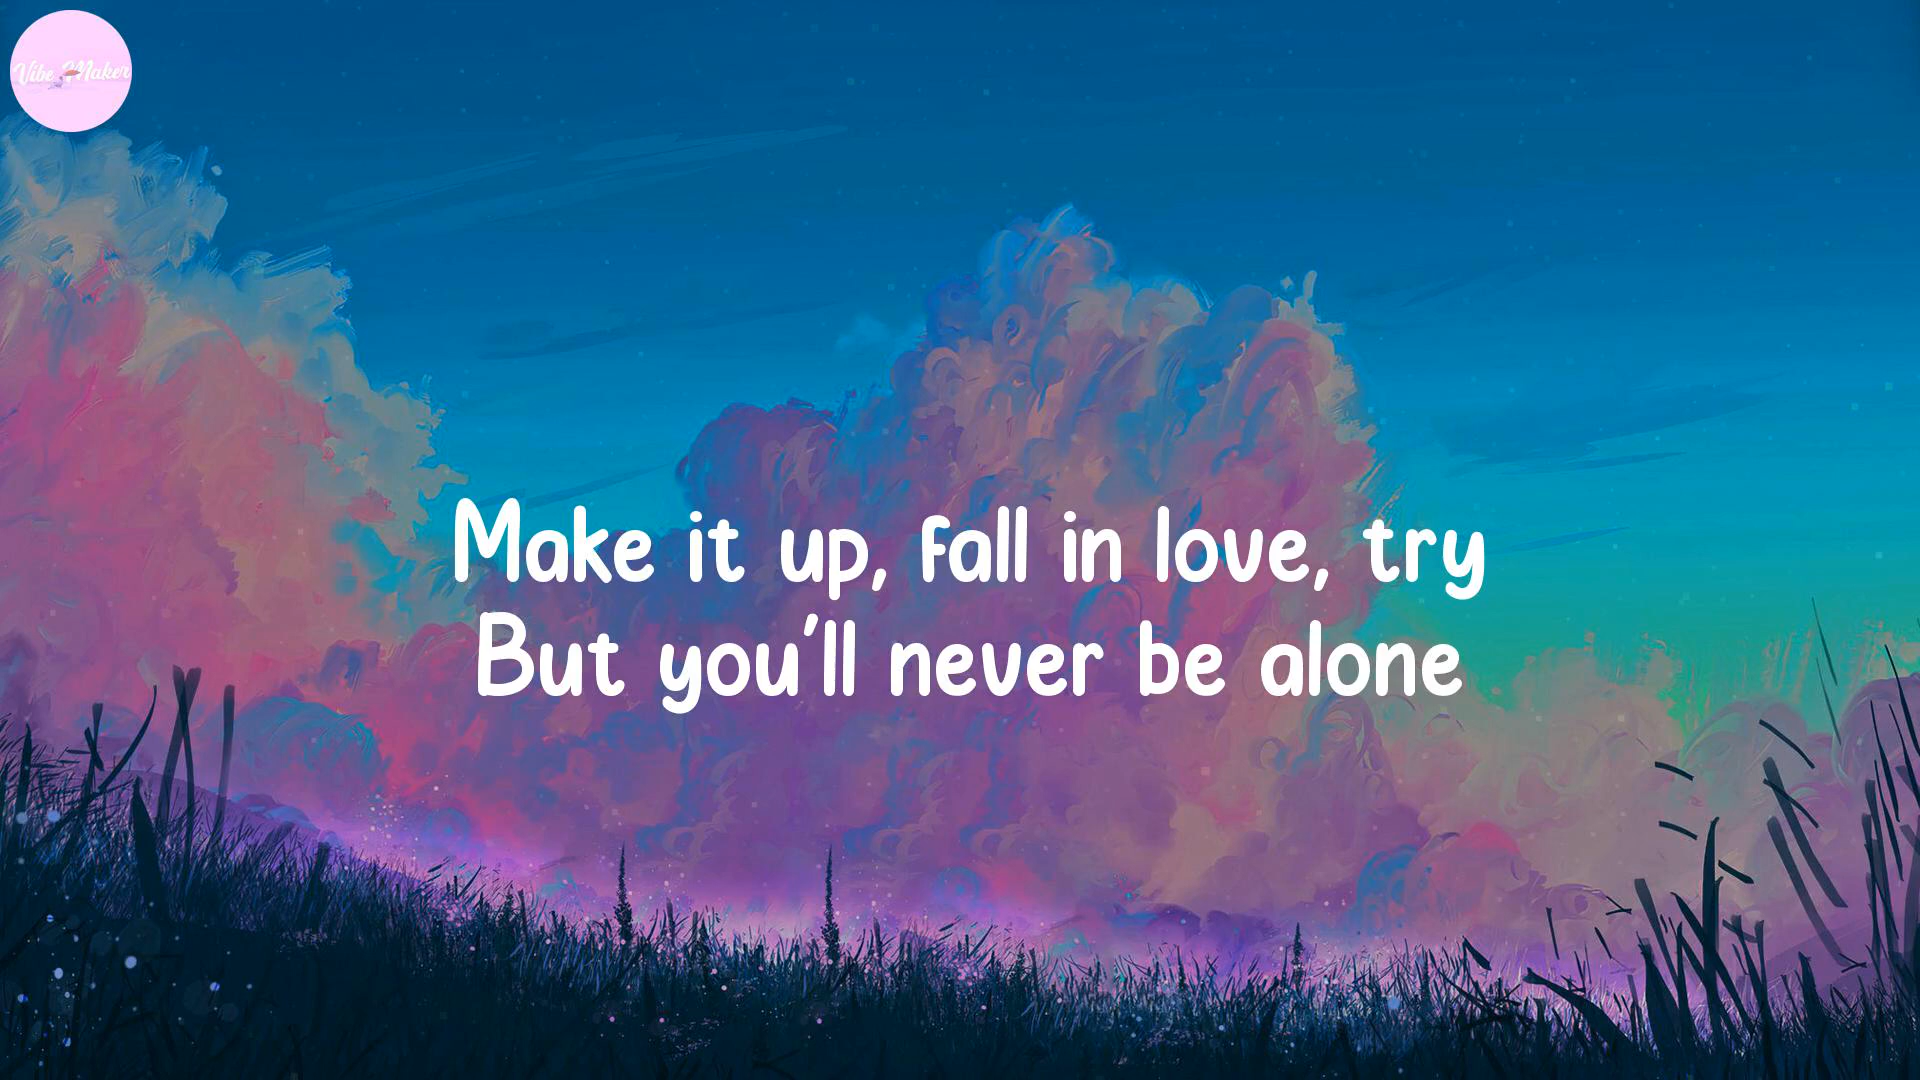 Vibe Maker
Make it up, fall in love, try
But you'll never be alone